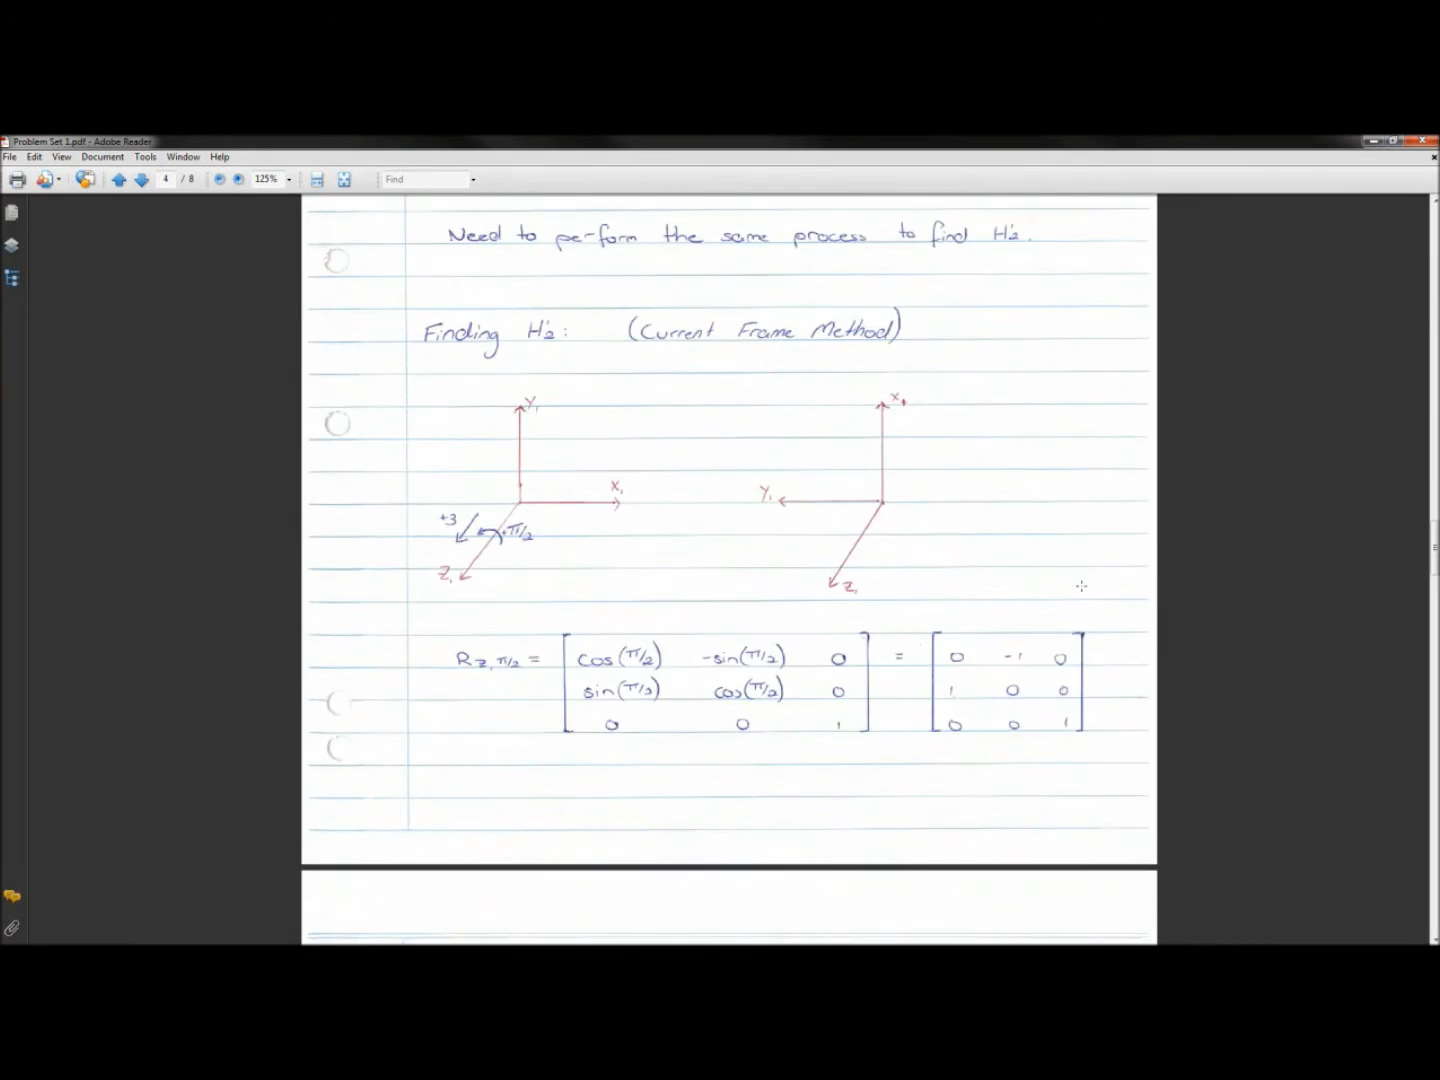 Problem Set 1.pdf - Adobe Reader
File Edit View Document Tools Window Help
4 / 8 125% Find
Need to perform the same process to find H¹₂.
Finding H¹₂: (Current Frame Method)
Y₁
X₁
+3
+π/2
Z₁
X₁
Y₁
Z₁
R z, π/2 = [ cos(π/2) -sin(π/2) 0 = [ 0 -1 0
sin(π/2) cos(π/2) 0 1 0 0
0 0 1 ] 0 0 1 ]